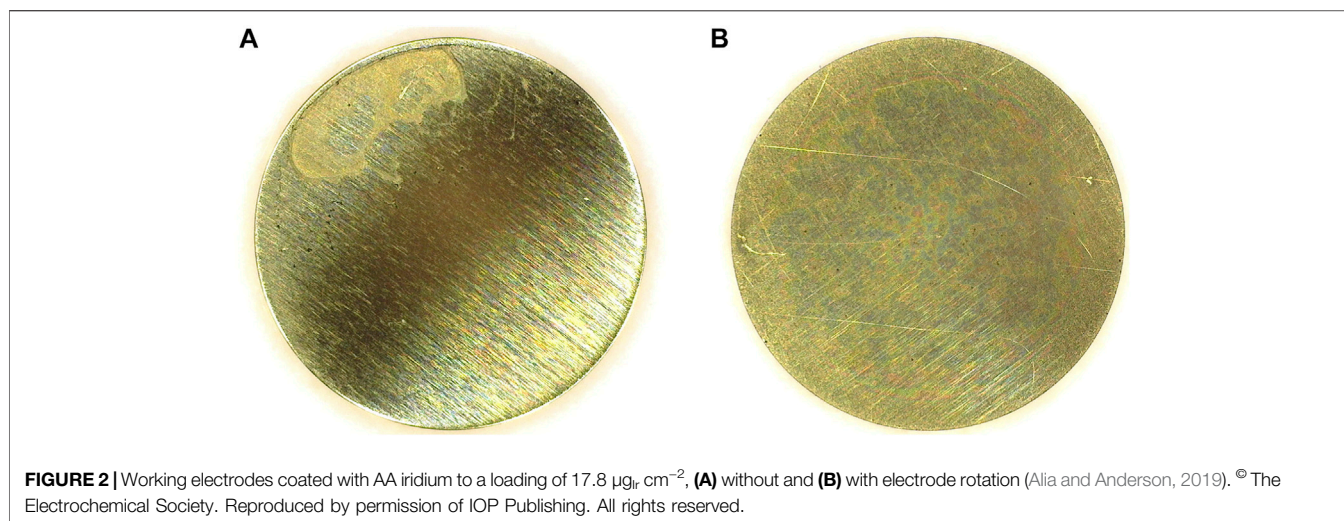 A
B
FIGURE 2 | Working electrodes coated with AA iridium to a loading of 17.8 μgIr cm−2, (A) without and (B) with electrode rotation (Alia and Anderson, 2019). © The
Electrochemical Society. Reproduced by permission of IOP Publishing. All rights reserved.